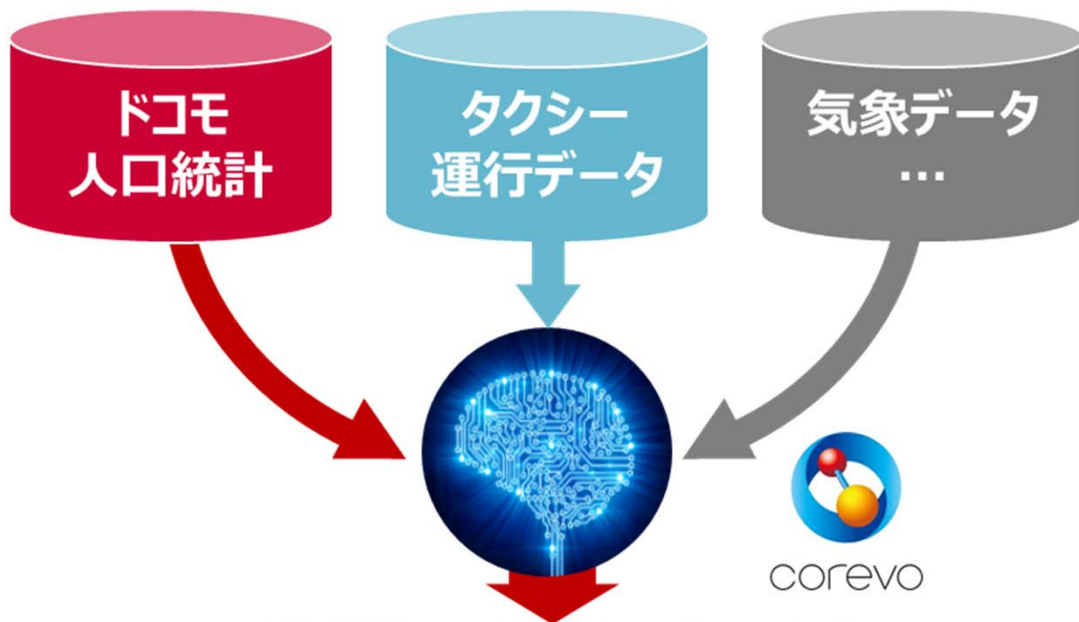 ドコモ
人口統計
タクシー
運行データ
気象データ
…
corevo